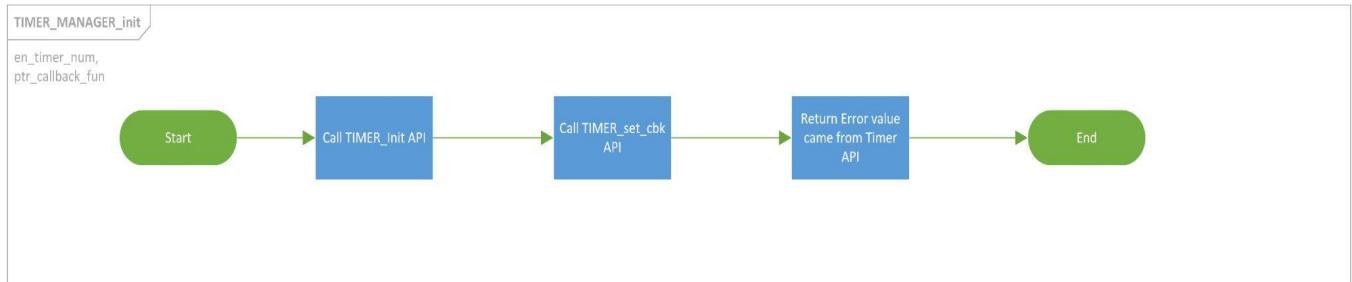 TIMER_MANAGER_init
en_timer_num,
ptr_callback_fun
Start
Call TIMER_Init API
Call TIMER_set_cbk
API
Return Error value
came from Timer
API
End